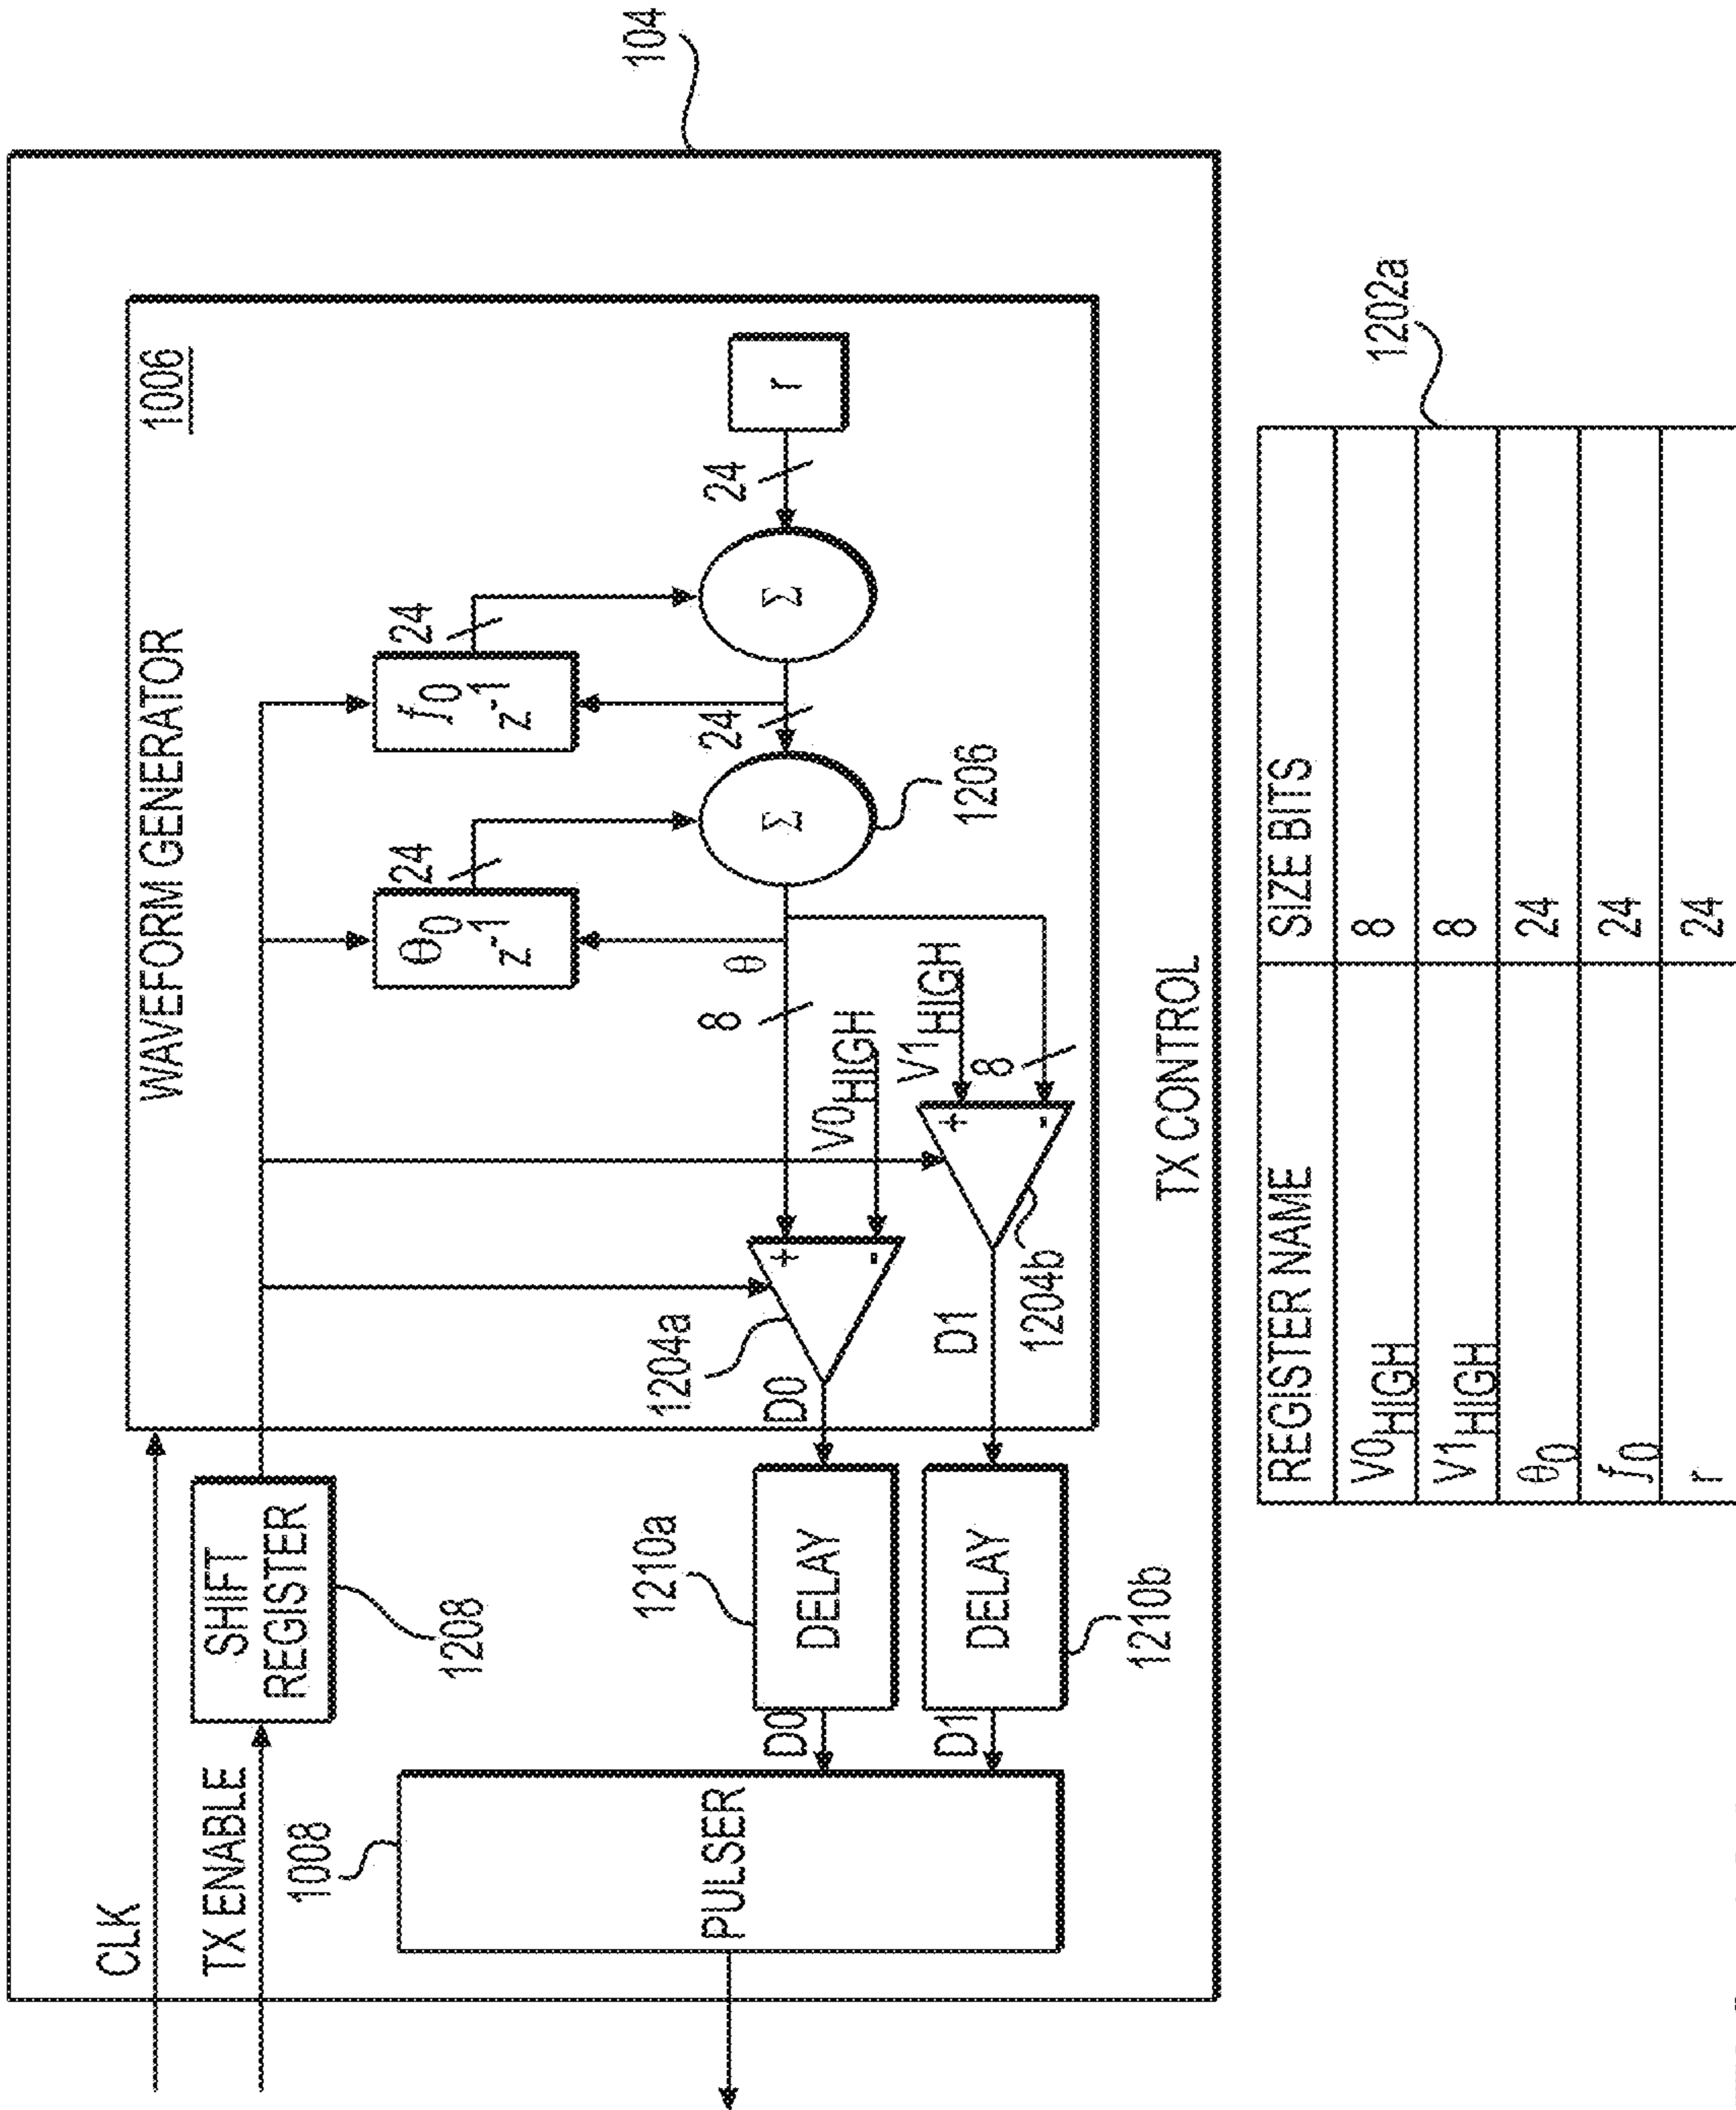 104
CLK
TX ENABLE
SHIFT
REGISTER
1208
WAVEFORM GENERATOR
1006
θ0
z-1
24
f0
z-1
24
1008
PULSER
D0
D1
1210a
DELAY
DELAY
1210b
D0
D1
1204a
+
-
1204b
+
-
V0HIGH
V1HIGH
8
8
θ
Σ
1206
24
Σ
24
r
TX CONTROL
1202a
REGISTER NAME SIZE BITS
V0HIGH 8
V1HIGH 8
θ0 24
f0 24
r 24